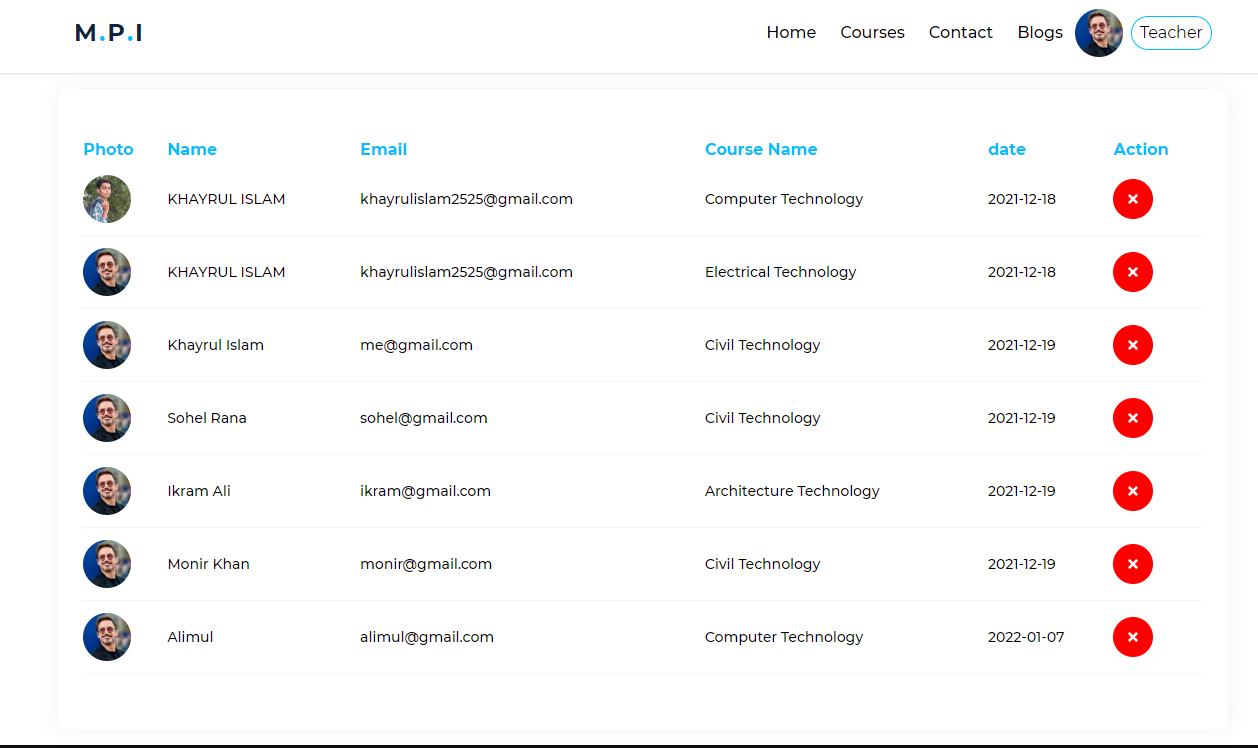 M.P.I Home Courses Contact Blogs Teacher
Photo Name Email Course Name date Action
KHAYRUL ISLAM khayrulislam2525@gmail.com Computer Technology 2021-12-18
KHAYRUL ISLAM khayrulislam2525@gmail.com Electrical Technology 2021-12-18
Khayrul Islam me@gmail.com Civil Technology 2021-12-19
Sohel Rana sohel@gmail.com Civil Technology 2021-12-19
Ikram Ali ikram@gmail.com Architecture Technology 2021-12-19
Monir Khan monir@gmail.com Civil Technology 2021-12-19
Alimul alimul@gmail.com Computer Technology 2022-01-07